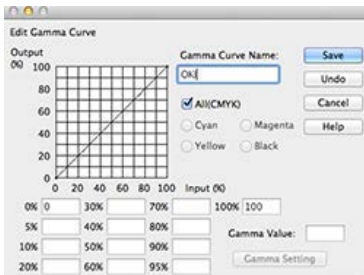 Edit Gamma Curve
Output
(%)
Gamma Curve Name:
Save
100
OKI
Undo
80
All(CMYK)
Cancel
60
Cyan
Magenta
Help
40
Yellow
Black
20
0
0 20 40 60 80 100 Input (%)
0% 0 30% 70% 100% 100
5% 40% 80%
Gamma Value:
10% 50% 90%
Gamma Setting
20% 60% 95%